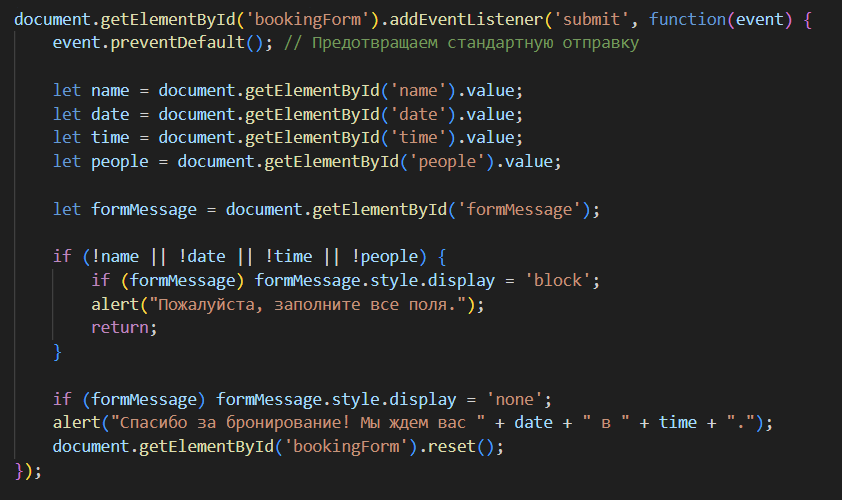 document.getElementById('bookingForm').addEventListener('submit', function(event) {
    event.preventDefault(); // Предотвращаем стандартную отправку

    let name = document.getElementById('name').value;
    let date = document.getElementById('date').value;
    let time = document.getElementById('time').value;
    let people = document.getElementById('people').value;

    let formMessage = document.getElementById('formMessage');

    if (!name || !date || !time || !people) {
        if (formMessage) formMessage.style.display = 'block';
        alert("Пожалуйста, заполните все поля.");
        return;
    }

    if (formMessage) formMessage.style.display = 'none';
    alert("Спасибо за бронирование! Мы ждем вас " + date + " в " + time + ".");
    document.getElementById('bookingForm').reset();
});